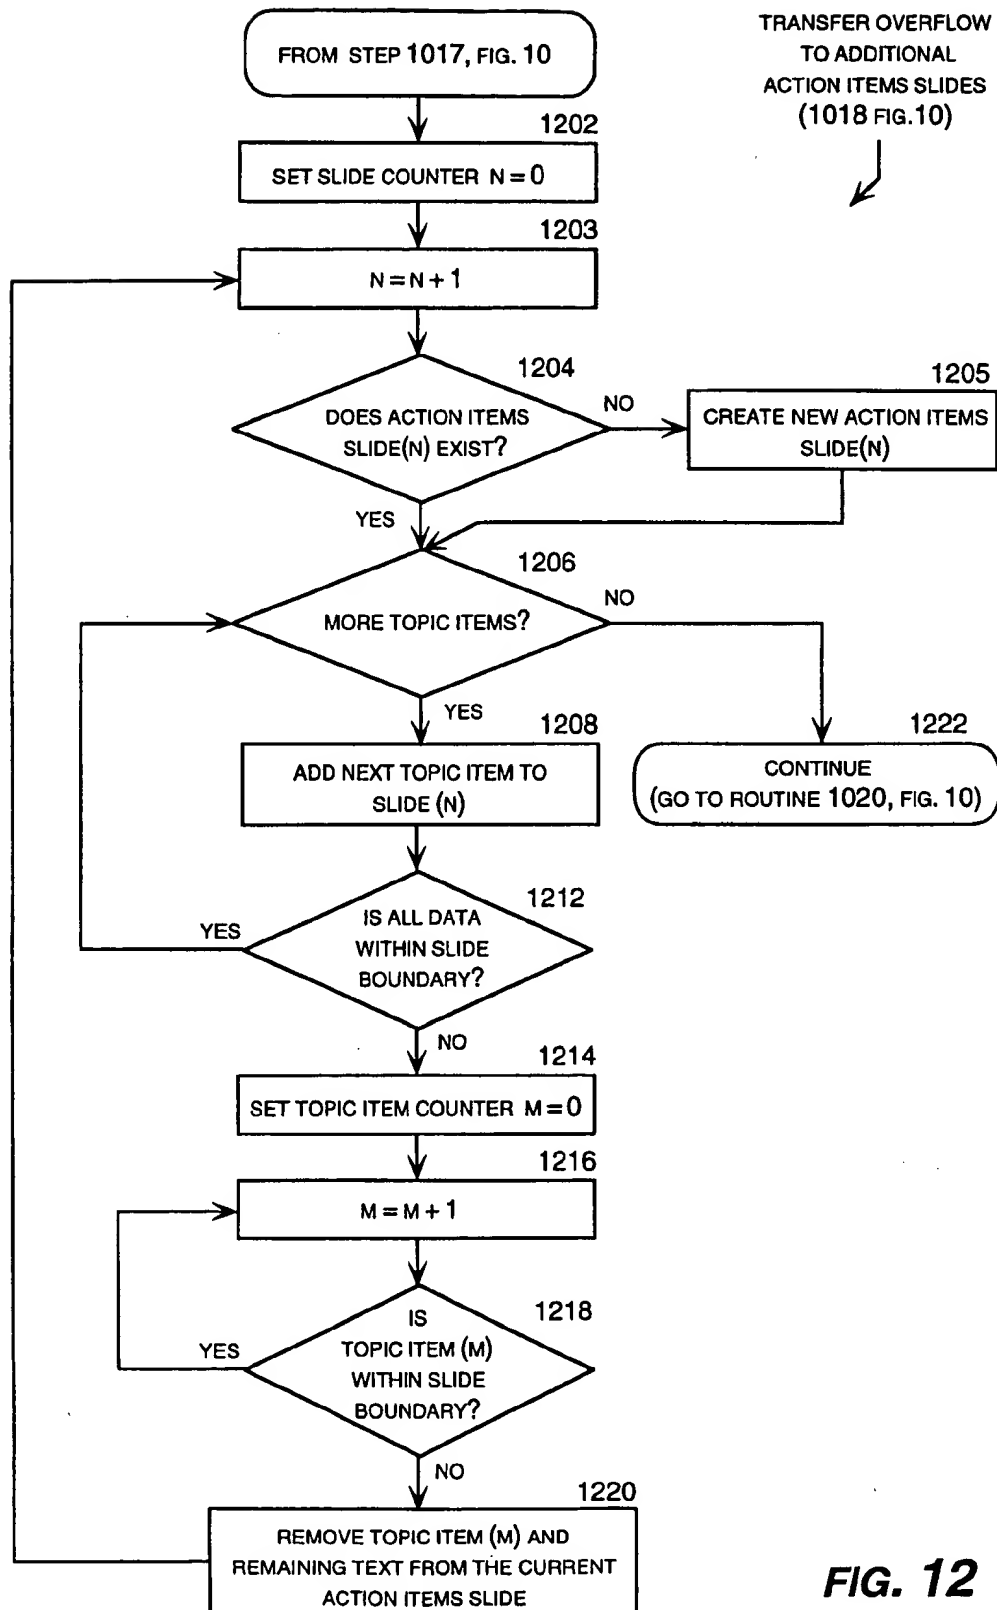 TRANSFER OVERFLOW
TO ADDITIONAL
ACTION ITEMS SLIDES
(1018 FIG.10)
FROM STEP 1017, FIG. 10
1202
SET SLIDE COUNTER N = 0
1203
N = N + 1
1204
DOES ACTION ITEMS
SLIDE(N) EXIST?
NO
YES
1205
CREATE NEW ACTION ITEMS
SLIDE(N)
1206
MORE TOPIC ITEMS?
NO
YES
1208
ADD NEXT TOPIC ITEM TO
SLIDE (N)
1222
CONTINUE
(GO TO ROUTINE 1020, FIG. 10)
1212
IS ALL DATA
WITHIN SLIDE
BOUNDARY?
YES
NO
1214
SET TOPIC ITEM COUNTER M = 0
1216
M = M + 1
1218
IS
TOPIC ITEM (M)
WITHIN SLIDE
BOUNDARY?
YES
NO
1220
REMOVE TOPIC ITEM (M) AND
REMAINING TEXT FROM THE CURRENT
ACTION ITEMS SLIDE
FIG. 12